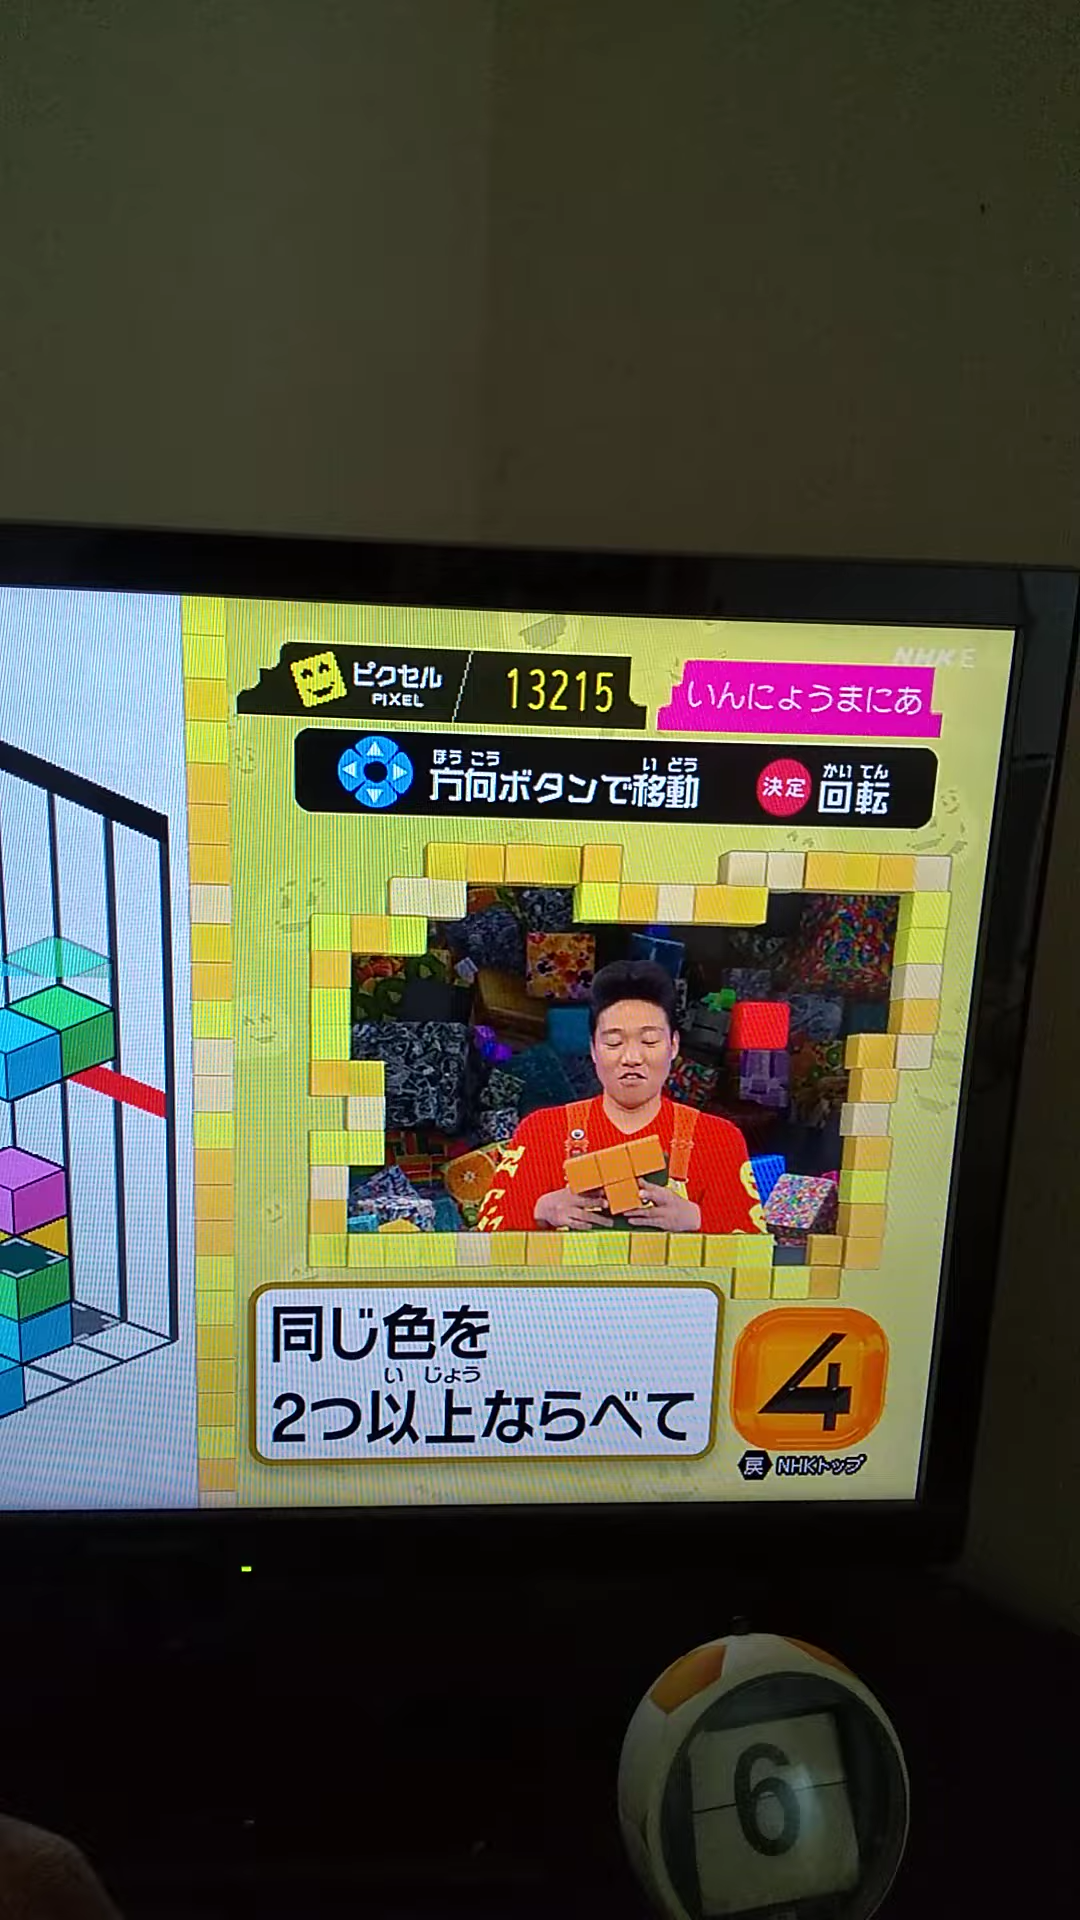 NHK E
ピクセル
PIXEL
13215
いんにょうまにあ
ほうこう
いどう
かいてん
方向ボタンで移動
決定
回転
同じ色を
いじょう
2つ以上ならべて
4
戻 NHKトップ
6